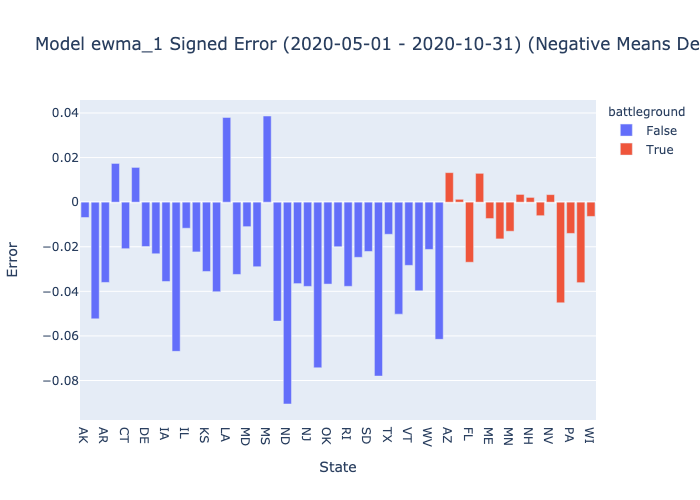 Model ewma_1 Signed Error (2020-05-01 - 2020-10-31) (Negative Means De
battleground
False
True
0.04
0.02
0
−0.02
−0.04
−0.06
−0.08
Error
AK AR CT DE IA IL KS LA MD MS ND NJ OK RI SD TX VT WV AZ FL ME MN NH NV PA WI
State